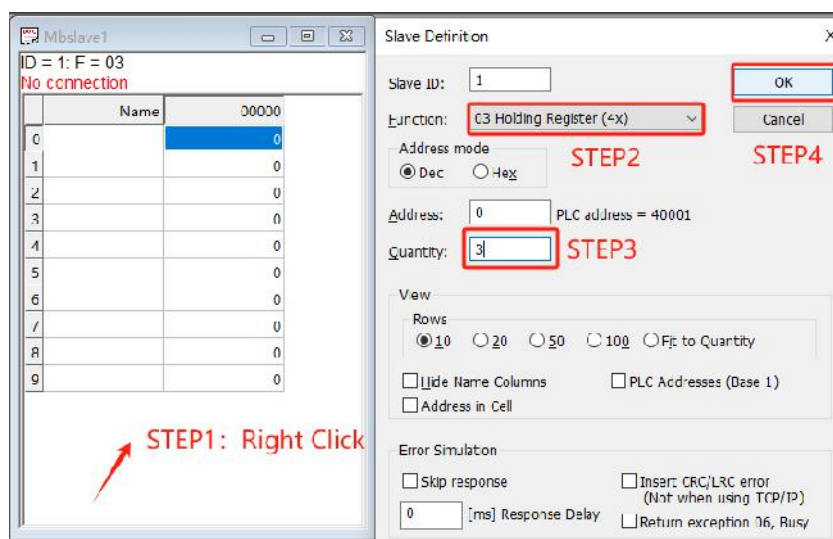 Mbslave1
ID = 1: F = 03
No connection
Name 00000
0 0
1 0
2 0
3 0
4 0
5 0
6 0
7 0
8 0
9 0
STEP1: Right Click
Slave Definition
Slave ID: 1
OK
Function: 03 Holding Register (4x)
Cancel
Address mode
Dec Hex
STEP2
STEP4
Address: 0 PLC address = 40001
Quantity: 3
STEP3
View
Rows
10 20 50 100 Fit to Quantity
Hide Name Columns PLC Addresses (Base 1)
Address in Cell
Error Simulation
Skip response Insert CRC/LRC error
(Not when using TCP/IP)
0 [ms] Response Delay Return exception 06, Busy